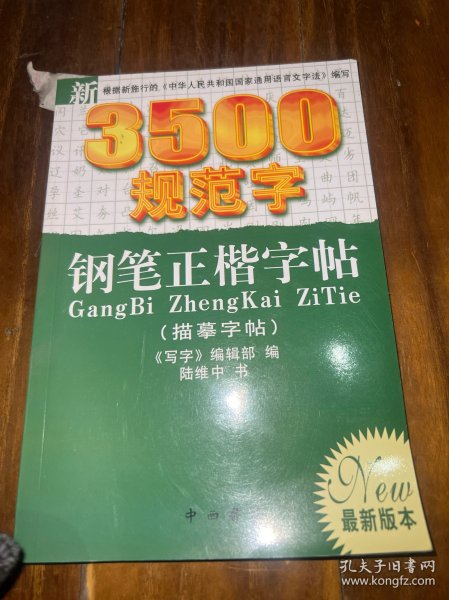 新
根据新施行的《中华人民共和国国家通用语言文字法》编写
3500
规范字
钢笔正楷字帖
GangBi ZhengKai ZiTie
(描摹字帖)
《写字》编辑部 编
陆维中 书
New
最新版本
中西
孔夫子旧书网
www.kongfz.com